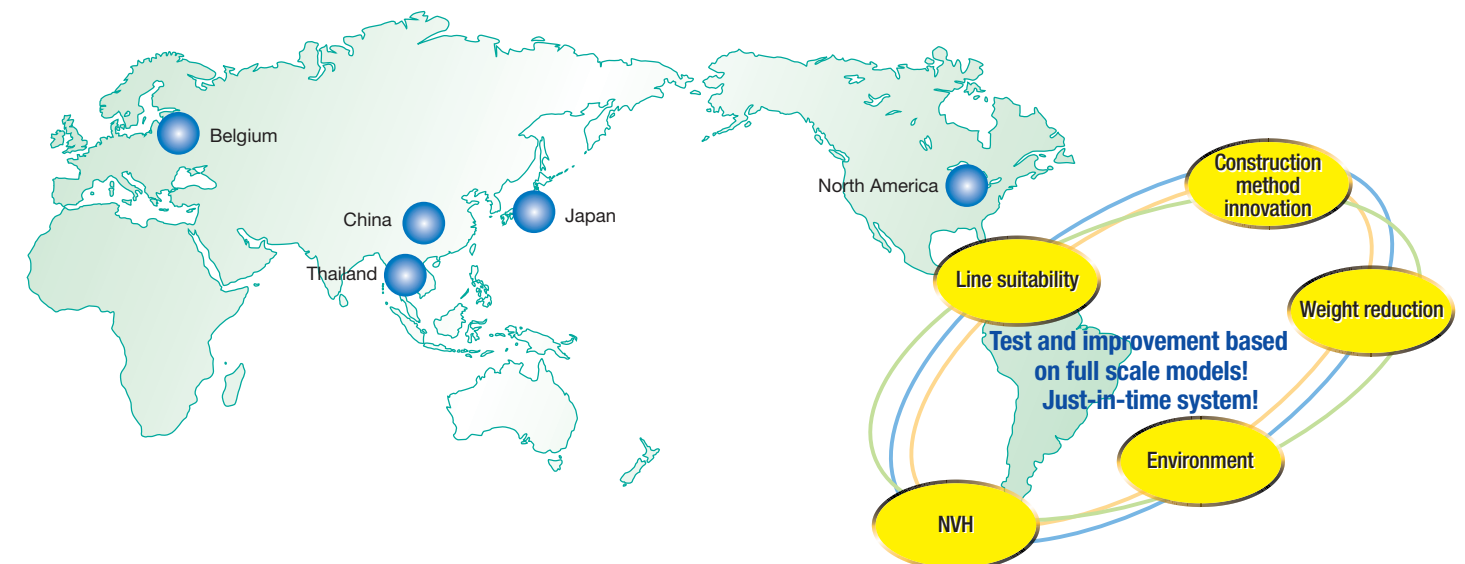 Belgium
China
Japan
Thailand
North America
Construction
method
innovation
Line suitability
Weight reduction
Test and improvement based
on full scale models!
Just-in-time system!
Environment
NVH